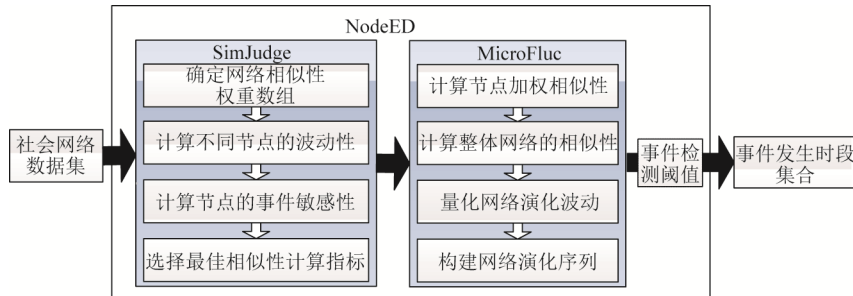 NodeED
社会网络
数据集
SimJudge
确定网络相似性
权重数组
计算不同节点的波动性
计算节点的事件敏感性
选择最佳相似性计算指标
MicroFluc
计算节点加权相似性
计算整体网络的相似性
量化网络演化波动
构建网络演化序列
事件检
测阈值
事件发生时段
集合